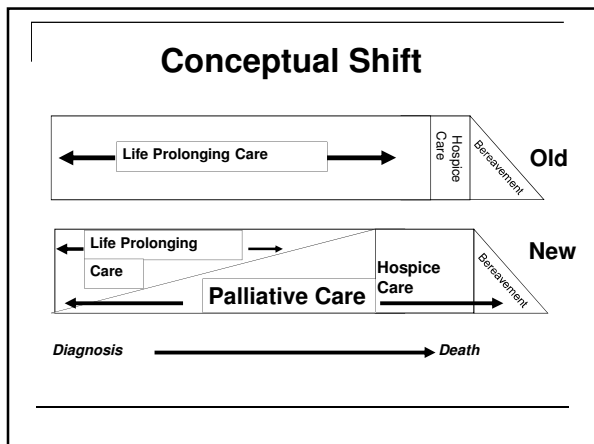 Conceptual Shift
Life Prolonging Care
Hospice
Care
Bereavement
Old
Life Prolonging
Care
Palliative Care
Hospice
Care
Bereavement
New
Diagnosis
Death